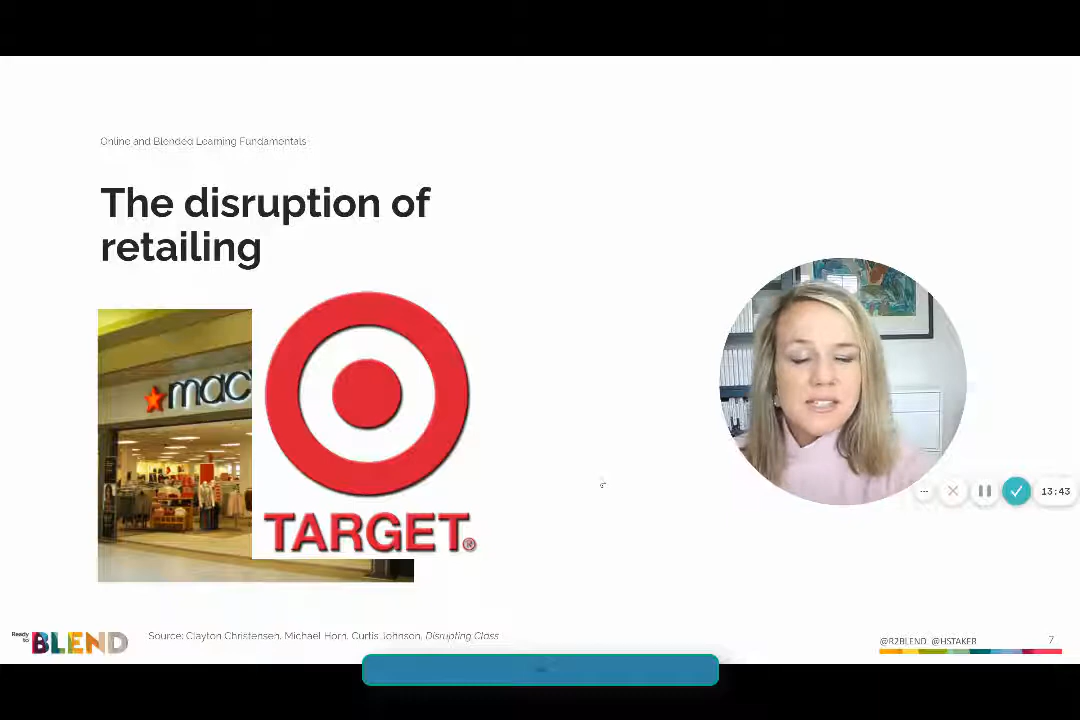 Online and Blended Learning Fundamentals
The disruption of
retailing
mac
TARGET®
13:43
Ready to BLEND
Source: Clayton Christensen, Michael Horn, Curtis Johnson, Disrupting Class
@R2BLEND @HSTAKER
7